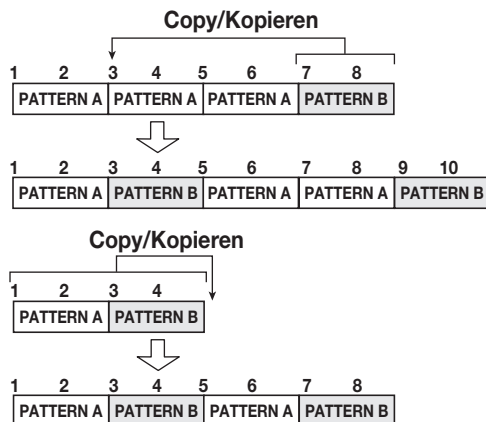 Copy/Kopieren
1 2 3 4 5 6 7 8
PATTERN A PATTERN A PATTERN A PATTERN B
1 2 3 4 5 6 7 8 9 10
PATTERN A PATTERN B PATTERN A PATTERN A PATTERN B
Copy/Kopieren
1 2 3 4
PATTERN A PATTERN B
1 2 3 4 5 6 7 8
PATTERN A PATTERN B PATTERN A PATTERN B